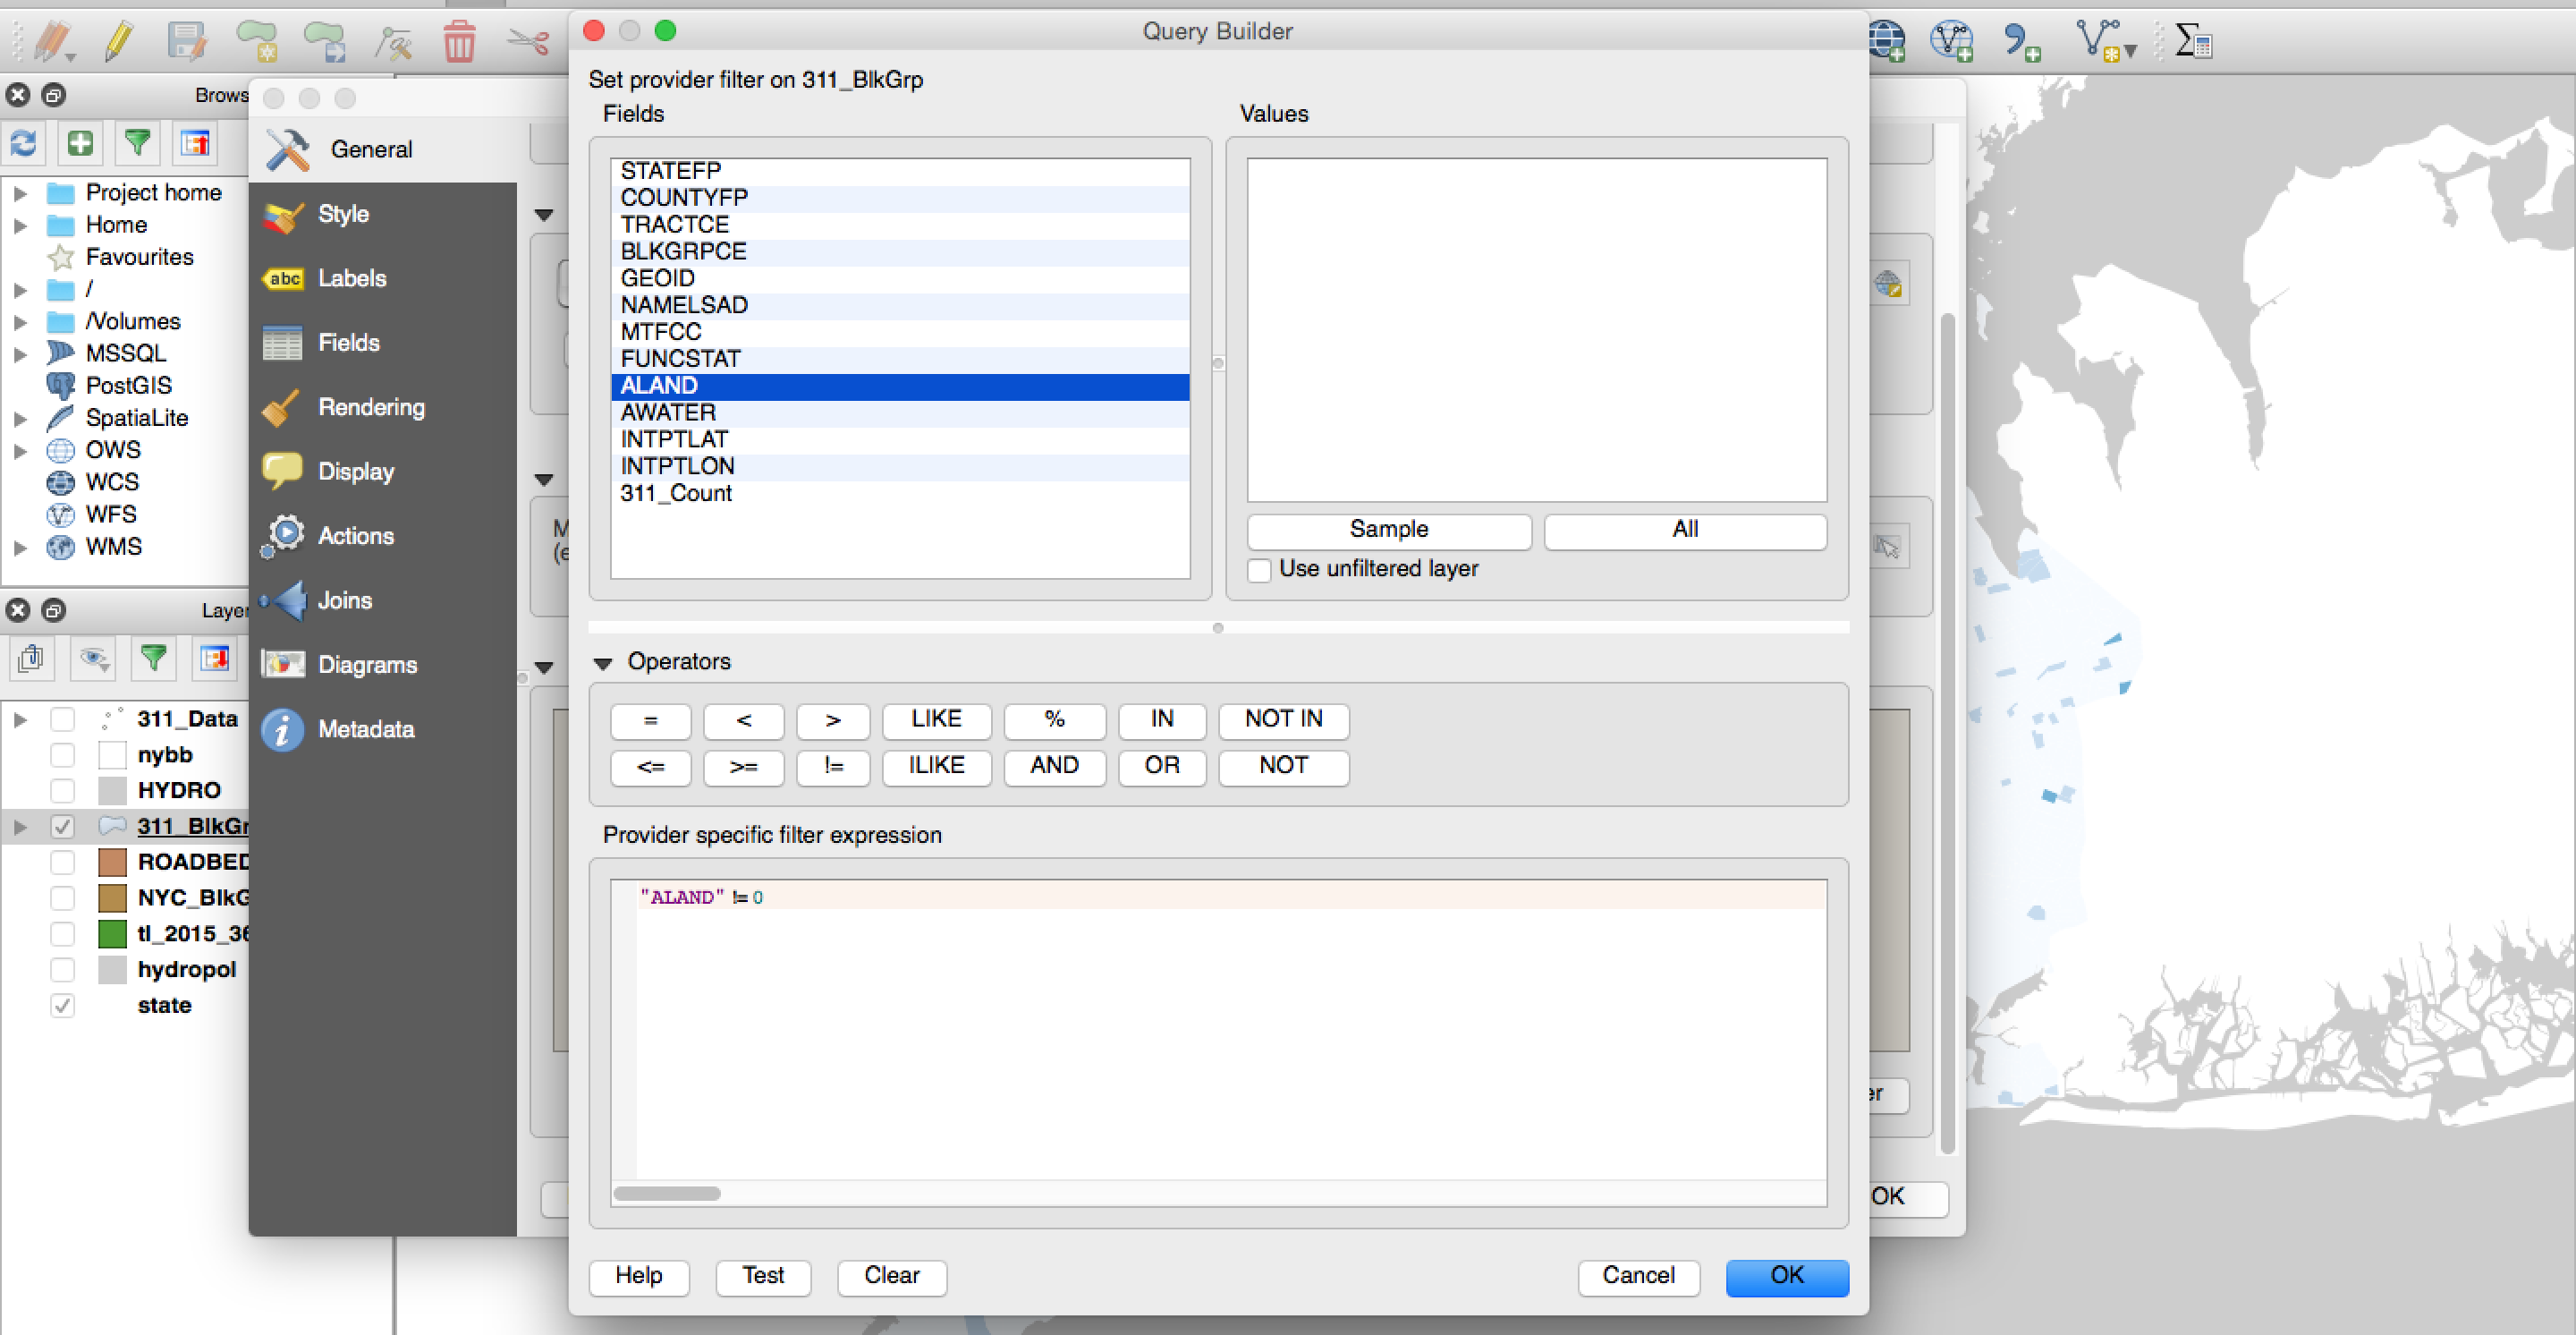 Query Builder
Set provider filter on 311_BlkGrp
Fields
Values
STATEFP
COUNTYFP
TRACTCE
BLKGRPCE
GEOID
NAMELSAD
MTFCC
FUNCSTAT
ALAND
AWATER
INTPTLAT
INTPTLON
311_Count
Sample
All
Use unfiltered layer
Operators
= < > LIKE % IN NOT IN
<= >= != ILIKE AND OR NOT
Provider specific filter expression
"ALAND" != 0
Help
Test
Clear
Cancel
OK
General
Style
abc
Labels
Fields
Rendering
Display
Actions
Joins
Diagrams
Metadata
OK
Project home
Home
Favourites
/
/Volumes
MSSQL
PostGIS
SpatiaLite
OWS
WCS
WFS
WMS
311_Data
nybb
HYDRO
311_BlkGr
ROADBED
NYC_BlkG
tl_2015_36
hydropol
state